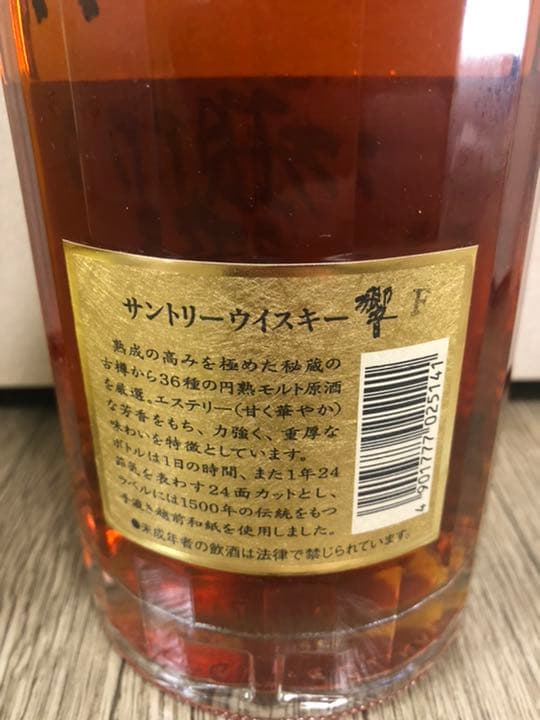 サントリーウイスキー 響 F
熟成の高みを極めた秘蔵の
古樽から36種の円熟モルト原酒
を厳選。エステリー(甘く華やか)
な芳香をもち、力強く、重厚な
味わいを特徴としています。
ボトルは1日の時間、また1年24
節気を表わす24面カットとし、
ラベルには1500年の伝統をもつ
手漉き越前和紙を使用しました。
●未成年者の飲酒は法律で禁じられています。
4 901777 025141